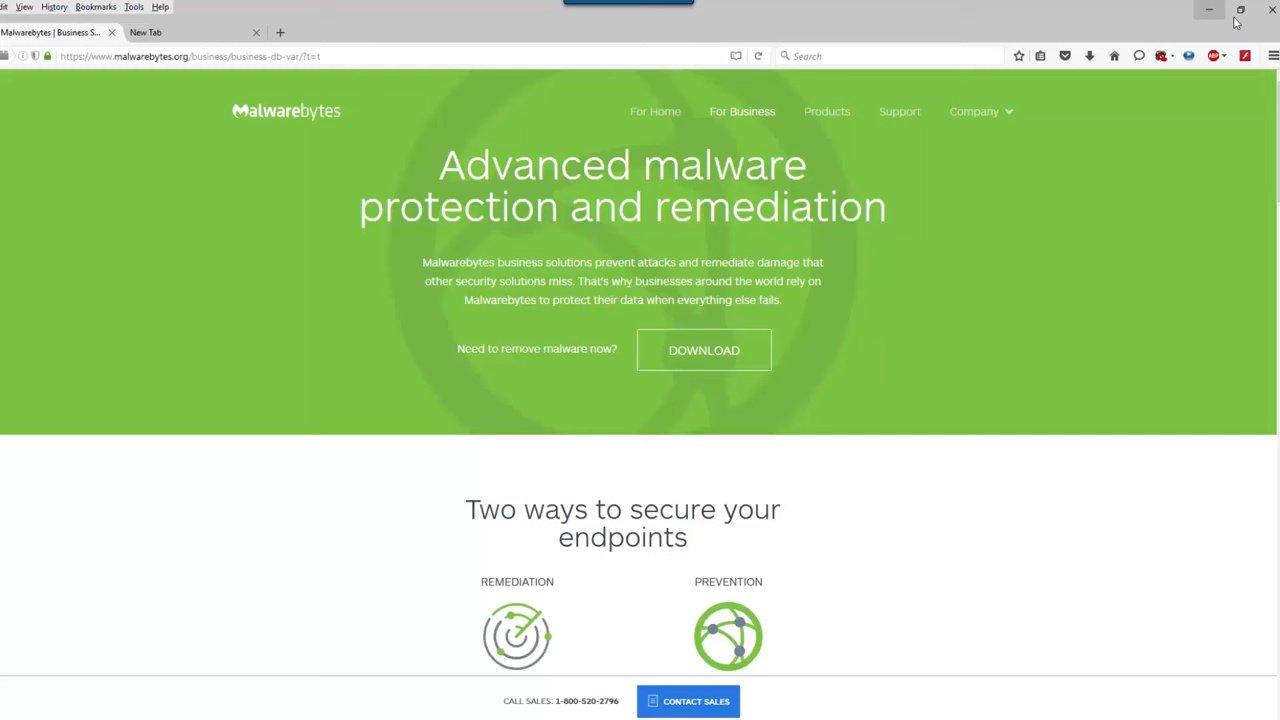 dit View History Bookmarks Tools Help
Malwarebytes | Business S... New Tab
https://www.malwarebytes.org/business/business-db-var/?t=t Search ABP
Malwarebytes For Home For Business Products Support Company
Advanced malware
protection and remediation
Malwarebytes business solutions prevent attacks and remediate damage that
other security solutions miss. That's why businesses around the world rely on
Malwarebytes to protect their data when everything else fails.
Need to remove malware now? DOWNLOAD
Two ways to secure your
endpoints
REMEDIATION PREVENTION
CALL SALES: 1-800-520-2796 CONTACT SALES